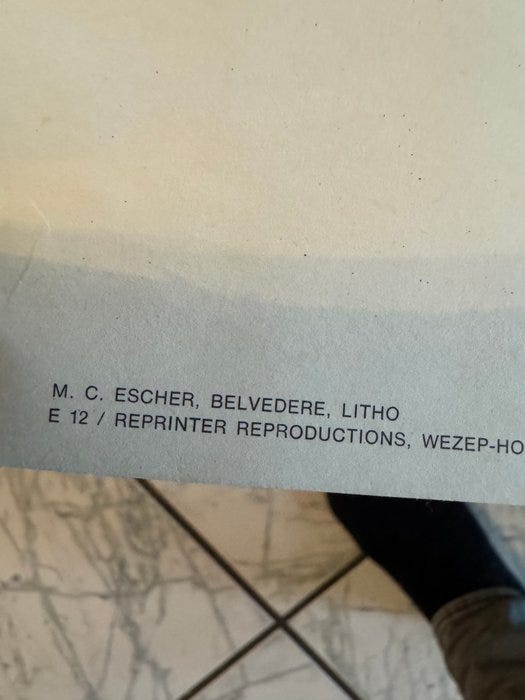 M. C. ESCHER, BELVEDERE, LITHO
E 12 / REPRINTER REPRODUCTIONS, WEZEP-HO